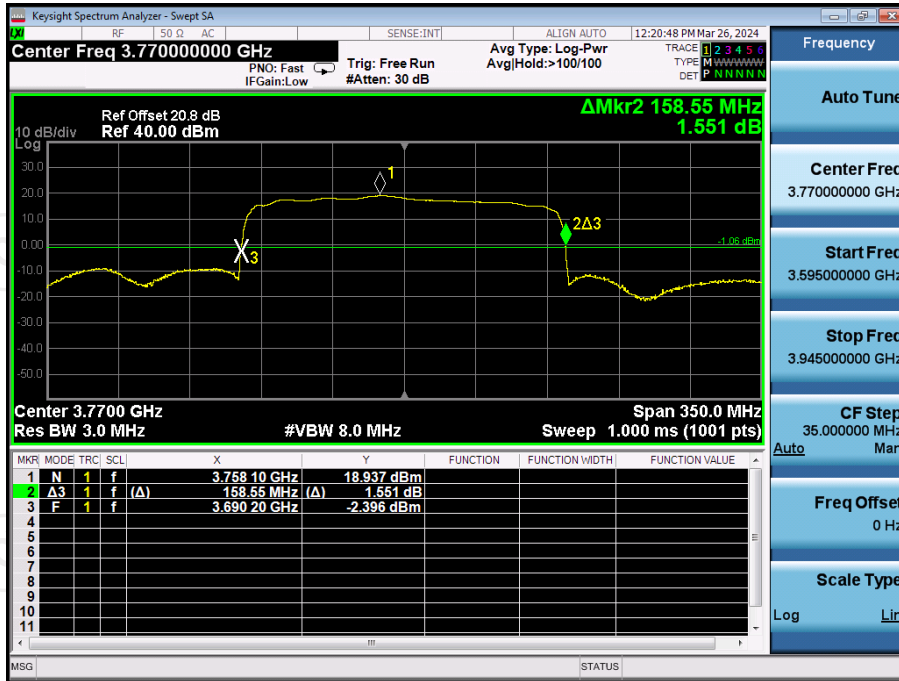 Keysight Spectrum Analyzer - Swept SA
LXI RF 50 Ω AC SENSE:INT ALIGN AUTO 12:20:48 PM Mar 26, 2024
Center Freq 3.770000000 GHz
PNO: Fast
IFGain:Low
Trig: Free Run
#Atten: 30 dB
Avg Type: Log-Pwr
Avg|Hold:>100/100
TRACE 1 2 3 4 5 6
TYPE M WWWWW
DET P N N N N N
Frequency
Auto Tune
Center Freq
3.770000000 GHz
Start Freq
3.595000000 GHz
Stop Freq
3.945000000 GHz
CF Step
35.000000 MHz
Auto Man
Freq Offset
0 Hz
Scale Type
Log Lin
ΔMkr2 158.55 MHz
1.551 dB
Ref Offset 20.8 dB
10 dB/div Ref 40.00 dBm
Log
30.0
20.0
10.0
0.00
-10.0
-20.0
-30.0
-40.0
-50.0
1
2Δ3
3
-1.06 dBm
Center 3.7700 GHz Span 350.0 MHz
Res BW 3.0 MHz #VBW 8.0 MHz Sweep 1.000 ms (1001 pts)
MKR MODE TRC SCL X Y FUNCTION FUNCTION WIDTH FUNCTION VALUE
1 N 1 f 3.758 10 GHz 18.937 dBm
2 Δ3 1 f (Δ) 158.55 MHz (Δ) 1.551 dB
3 F 1 f 3.690 20 GHz -2.396 dBm
4
5
6
7
8
9
10
11
MSG STATUS